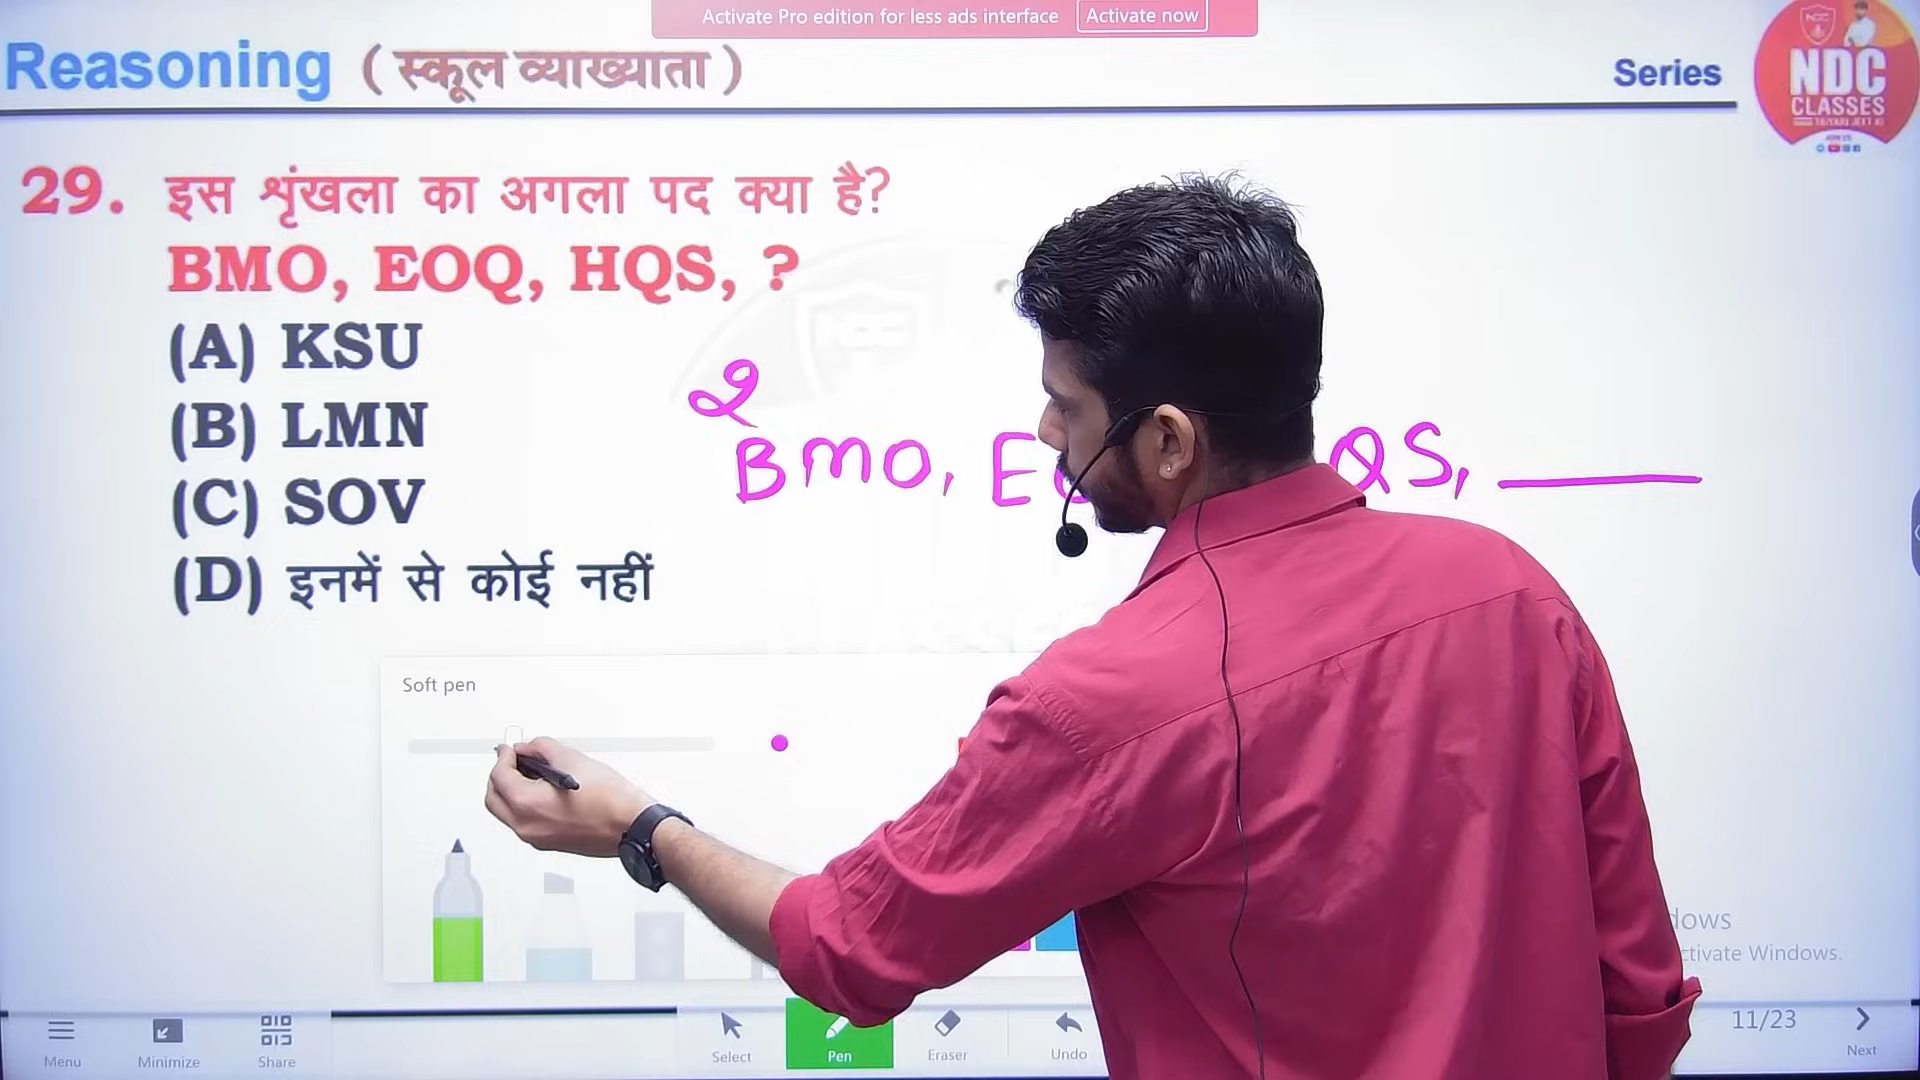 Activate Pro edition for less ads interface Activate now
Reasoning (स्कूल व्याख्याता)
Series
NDC
CLASSES
29. इस श्रृंखला का अगला पद क्या है?
BMO, EOQ, HQS, ?
(A) KSU
(B) LMN
(C) SOV
(D) इनमें से कोई नहीं
2
BMO, EO QS,
Soft pen
dows
ctivate Windows.
Menu
Minimize
Share
Select
Pen
Eraser
Undo
11/23
Next